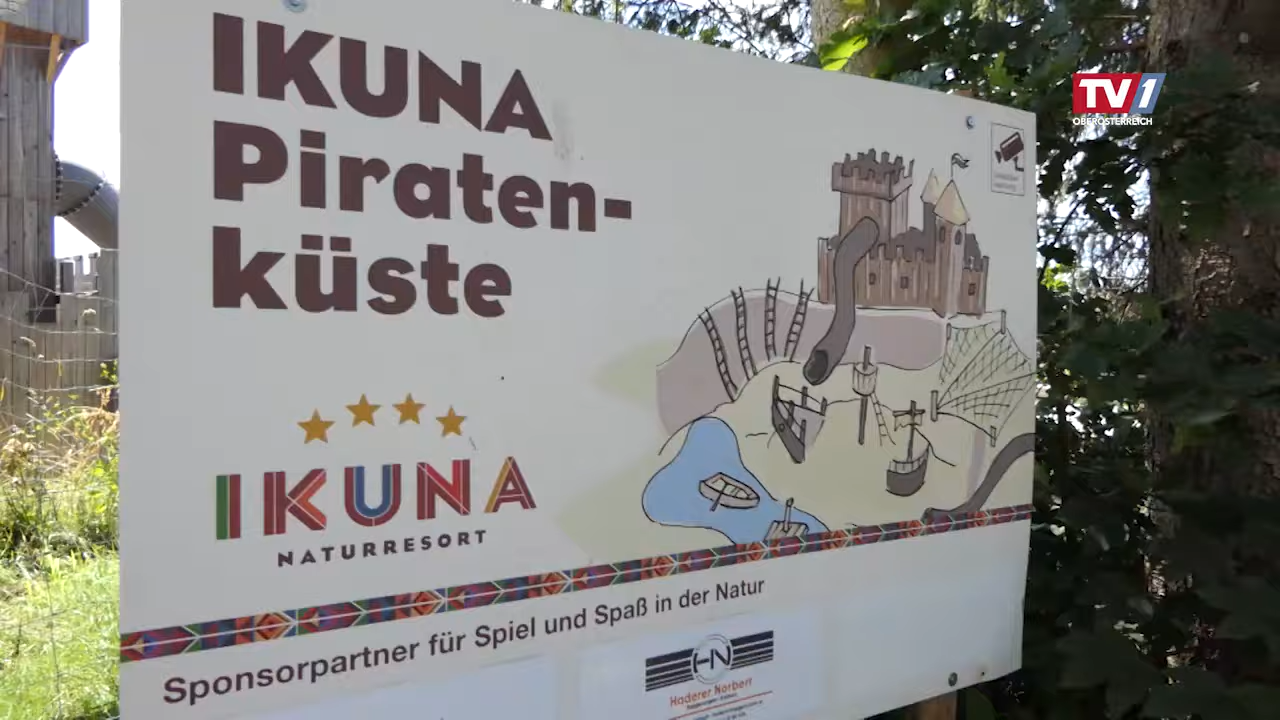 IKUNA
Piraten-
küste
TV1
OBERÖSTERREICH
IKUNA
NATURRESORT
Sponsorpartner für Spiel und Spaß in der Natur
HN
Haderer Norbert